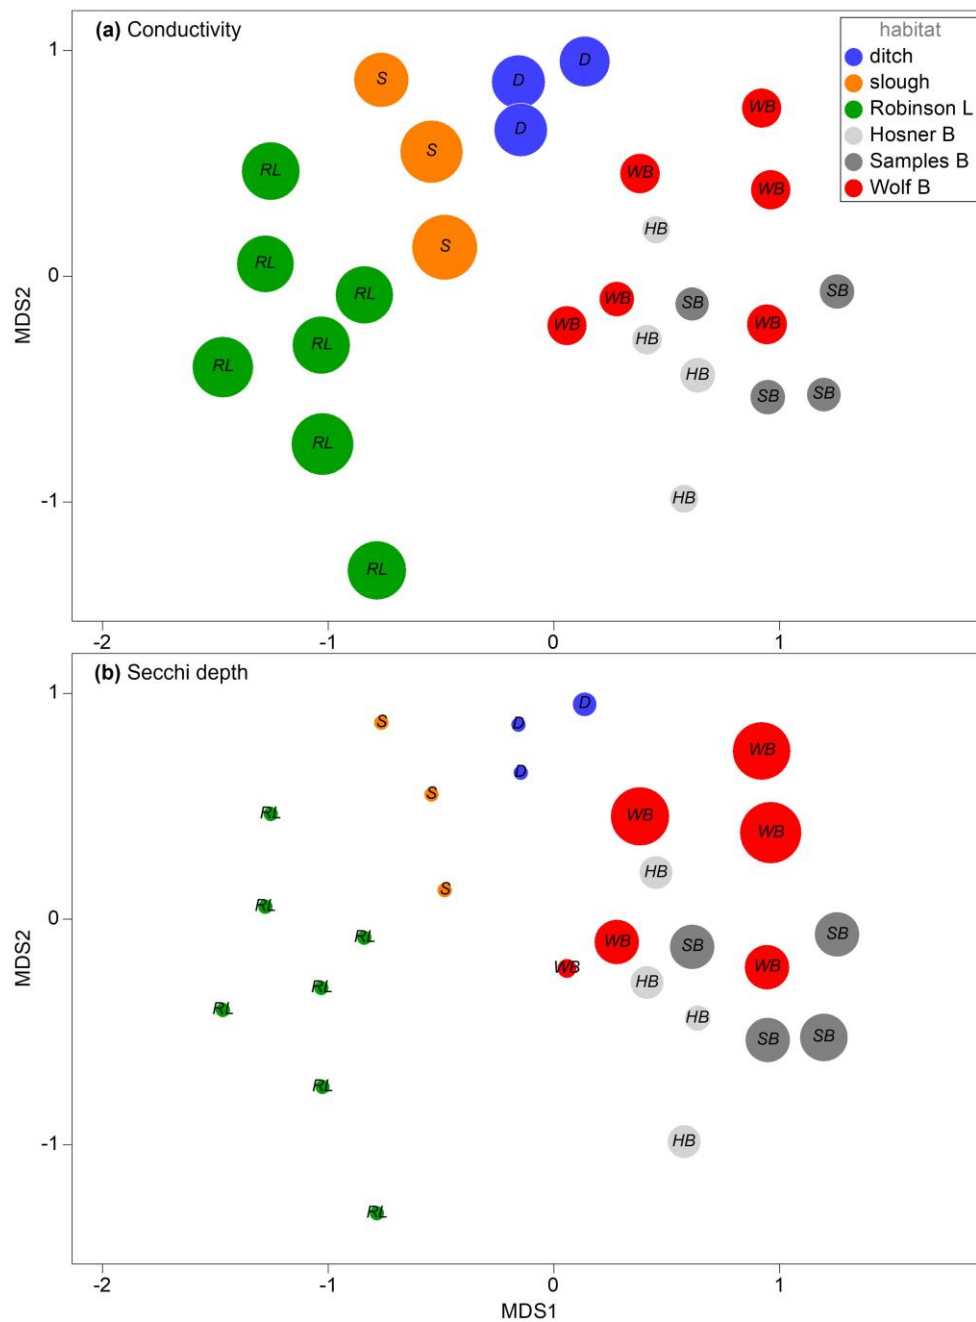 (a) Conductivity
habitat
ditch
slough
Robinson L
Hosner B
Samples B
Wolf B
1
0
-1
MDS2
D
S
D
WB
D
S
WB
RL
WB
HB
S
RL
RL
SB
SB
WB
WB
WB
RL
HB
RL
HB
SB
SB
RL
HB
RL
-2
-1
0
1
(b) Secchi depth
1
0
-1
MDS2
D
S
D
WB
D
S
WB
RL
WB
HB
S
RL
RL
SB
SB
WB
WB
WB
RL
HB
RL
HB
SB
SB
RL
HB
RL
-2
-1
0
1
MDS1